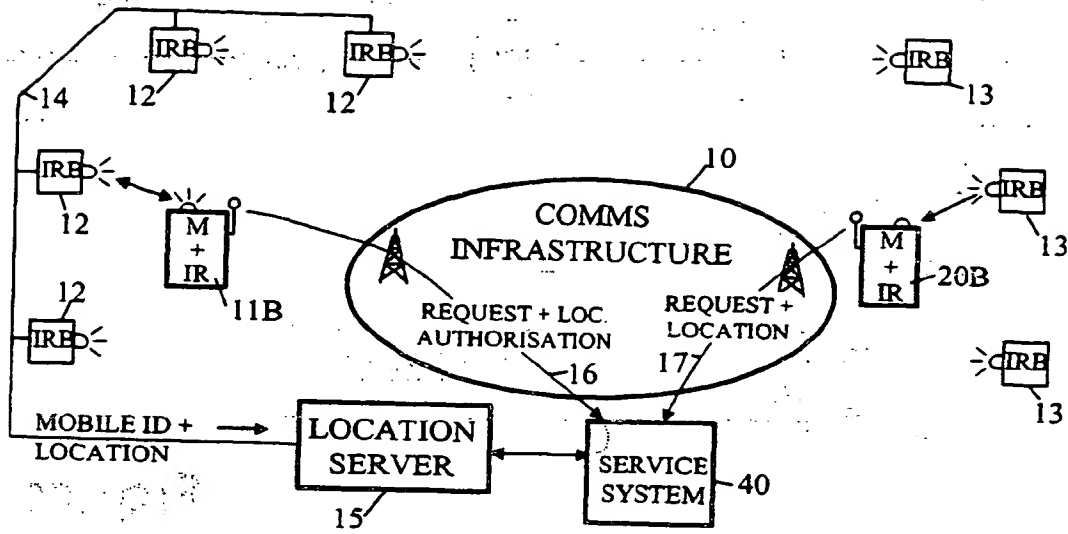 IRB
IRB
IRB
12
12
13
14
IRB
IRB
10
12
13
COMMS
INFRASTRUCTURE
M
+
IR
11B
M
+
IR
20B
12
IRB
REQUEST + LOC.
AUTHORISATION
REQUEST +
LOCATION
16
17
IRB
13
MOBILE ID +
LOCATION
LOCATION
SERVER
15
SERVICE
SYSTEM
40